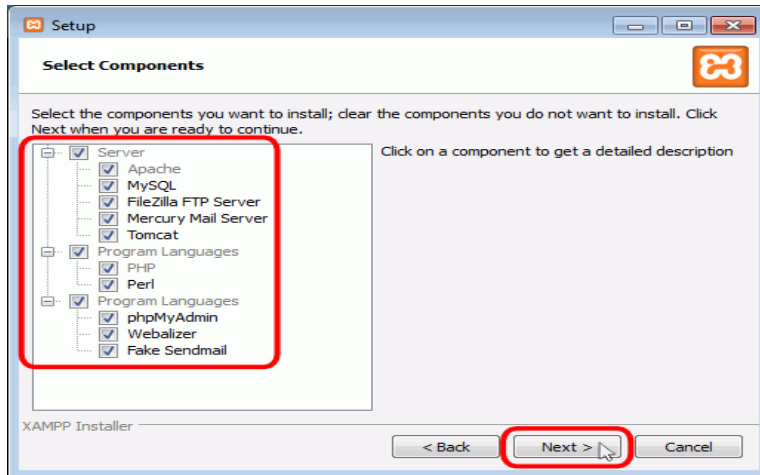 Setup
Select Components
Select the components you want to install; clear the components you do not want to install. Click
Next when you are ready to continue.
Server
Apache
MySQL
FileZilla FTP Server
Mercury Mail Server
Tomcat
Program Languages
PHP
Perl
Program Languages
phpMyAdmin
Webalizer
Fake Sendmail
Click on a component to get a detailed description
XAMPP Installer
< Back
Next >
Cancel